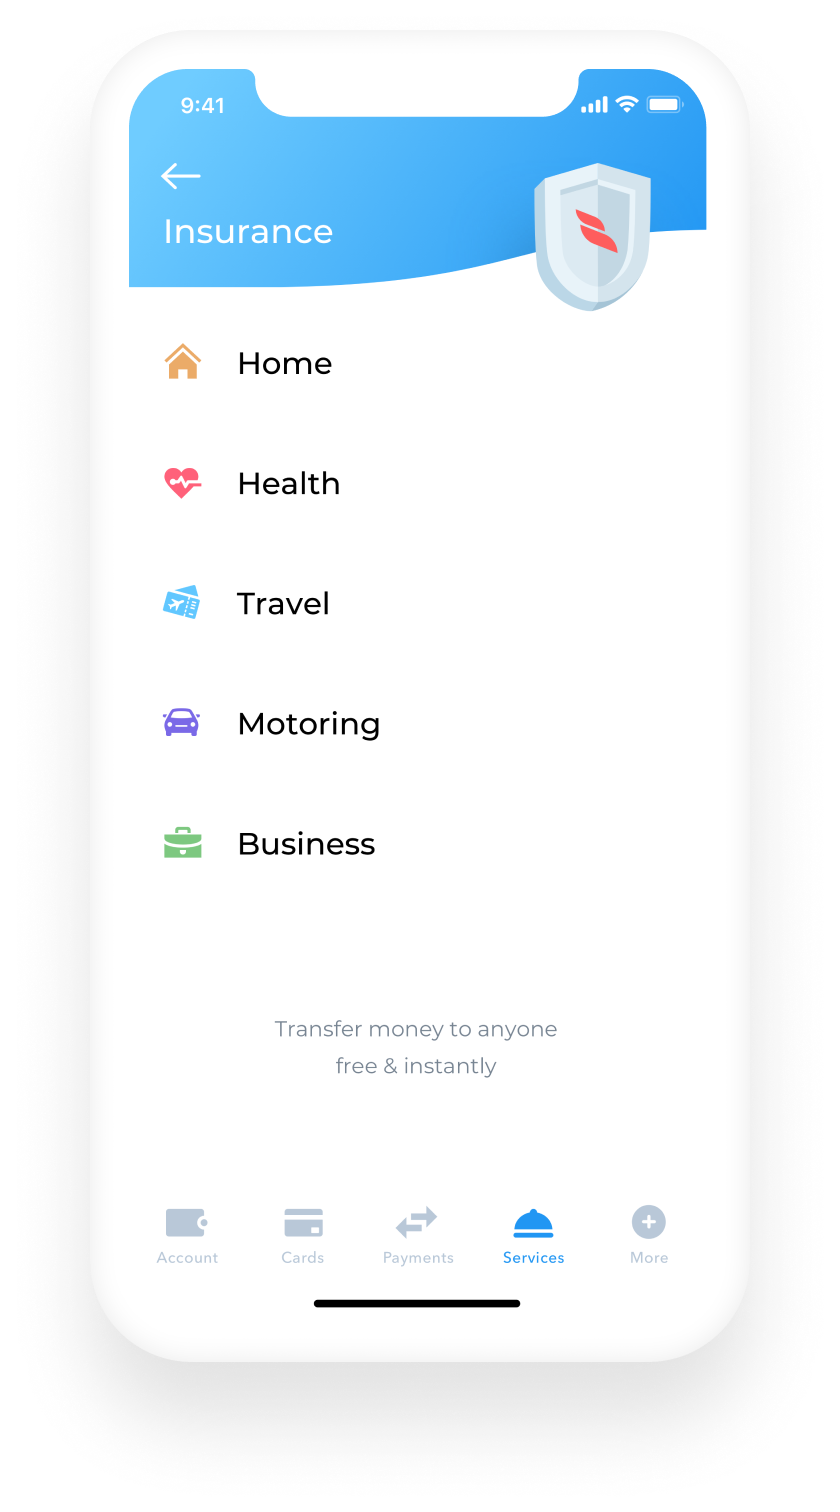 9:41
Insurance
Home
Health
Travel
Motoring
Business
Transfer money to anyone
free & instantly
Account
Cards
Payments
Services
More